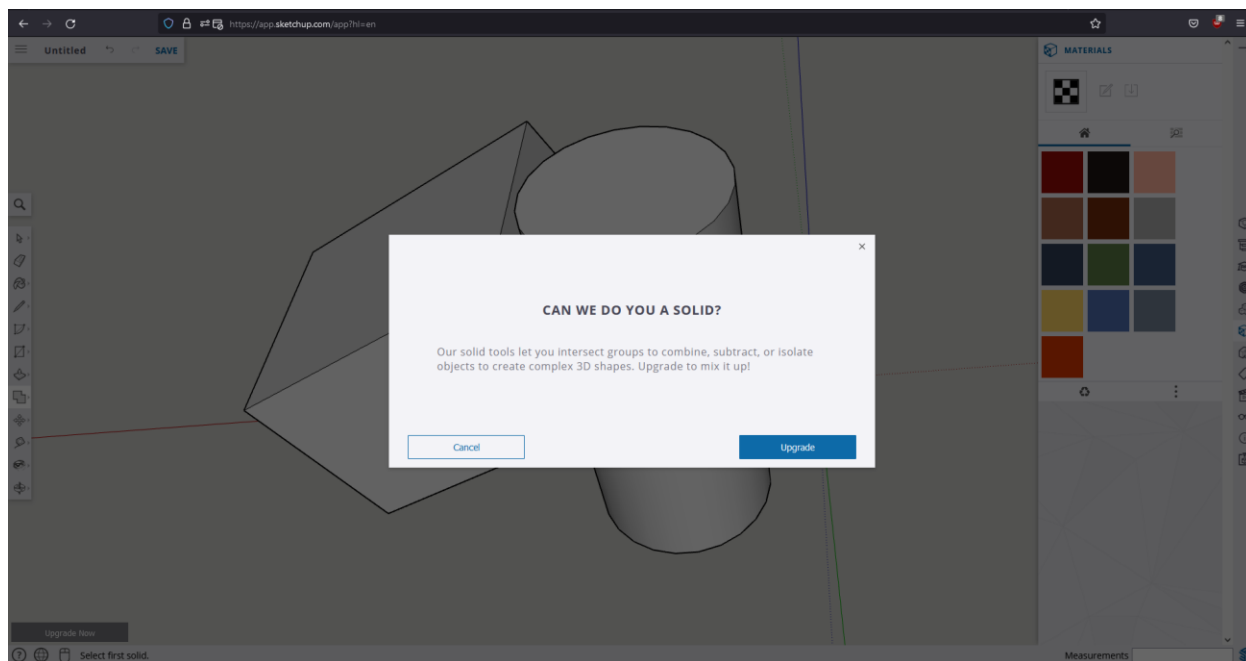 https://app.sketchup.com/app?hl=en
Untitled SAVE
MATERIALS
CAN WE DO YOU A SOLID?
Our solid tools let you intersect groups to combine, subtract, or isolate
objects to create complex 3D shapes. Upgrade to mix it up!
Cancel Upgrade
Upgrade Now
Select first solid. Measurements